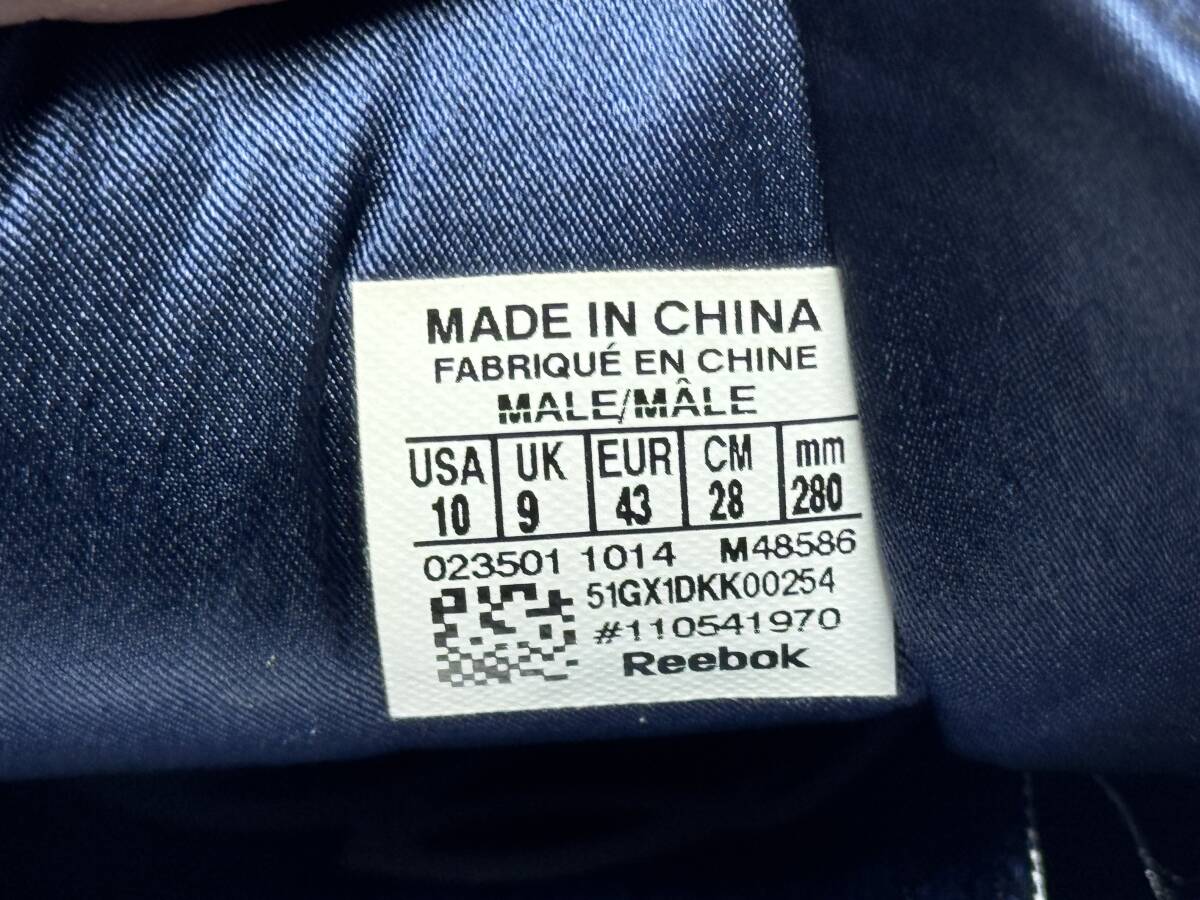 MADE IN CHINA
FABRIQUÉ EN CHINE
MALE/MÂLE
USA UK EUR CM mm
10 9 43 28 280
023501 1014 M48586
51GX1DKK00254
#110541970
Reebok